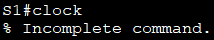 S1#clock
% Incomplete command.